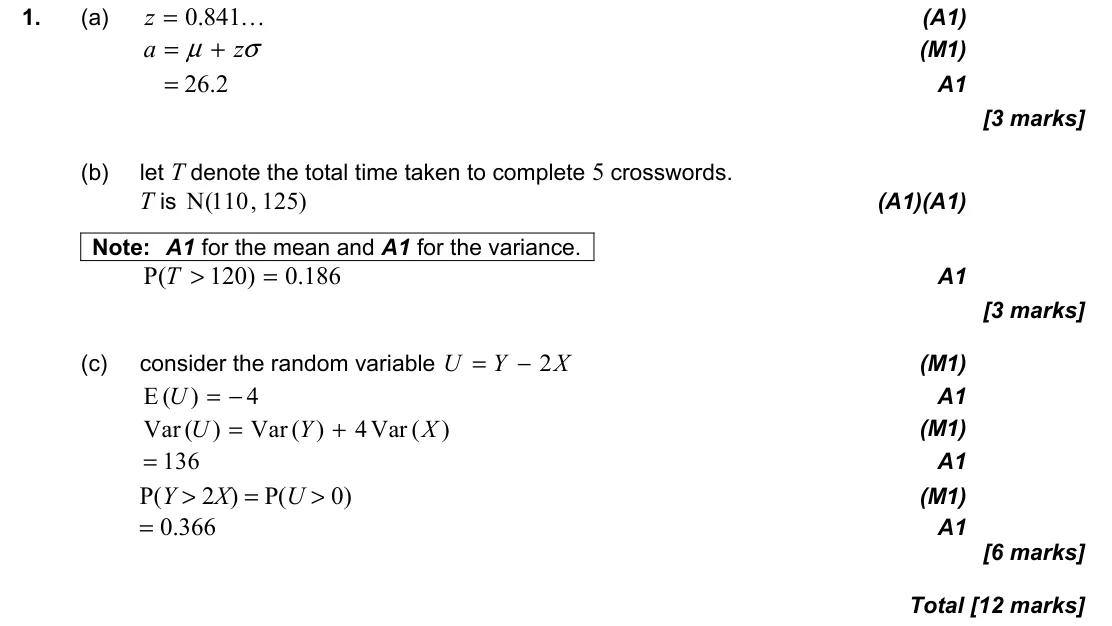 1. (a) z = 0.841… (A1)
a = μ + zσ (M1)
= 26.2 A1
[3 marks]
(b) let T denote the total time taken to complete 5 crosswords.
T is N(110, 125) (A1)(A1)
Note: A1 for the mean and A1 for the variance.
P(T > 120) = 0.186 A1
[3 marks]
(c) consider the random variable U = Y − 2X (M1)
E(U) = −4 A1
Var(U) = Var(Y) + 4Var(X) (M1)
= 136 A1
P(Y > 2X) = P(U > 0) (M1)
= 0.366 A1
[6 marks]
Total [12 marks]